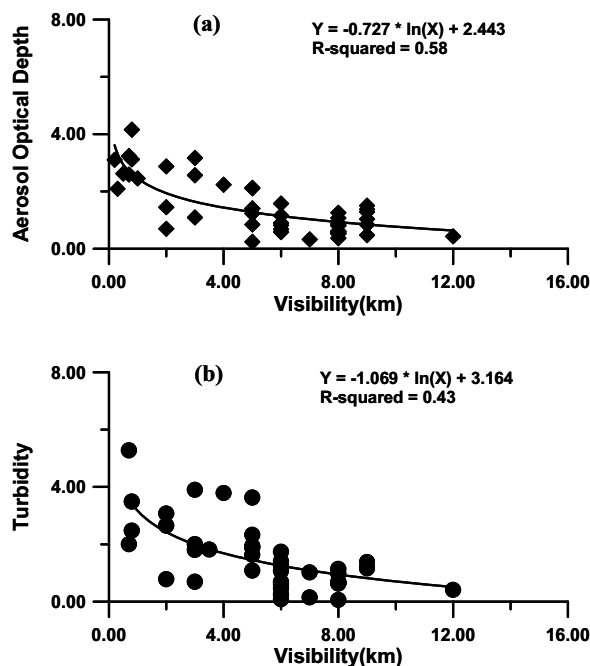 (a)
Y = -0.727 * ln(X) + 2.443
R-squared = 0.58
Aerosol Optical Depth
8.00
4.00
0.00
0.00 4.00 8.00 12.00 16.00
Visibility(km)
(b)
Y = -1.069 * ln(X) + 3.164
R-squared = 0.43
Turbidity
8.00
4.00
0.00
0.00 4.00 8.00 12.00 16.00
Visibility(km)